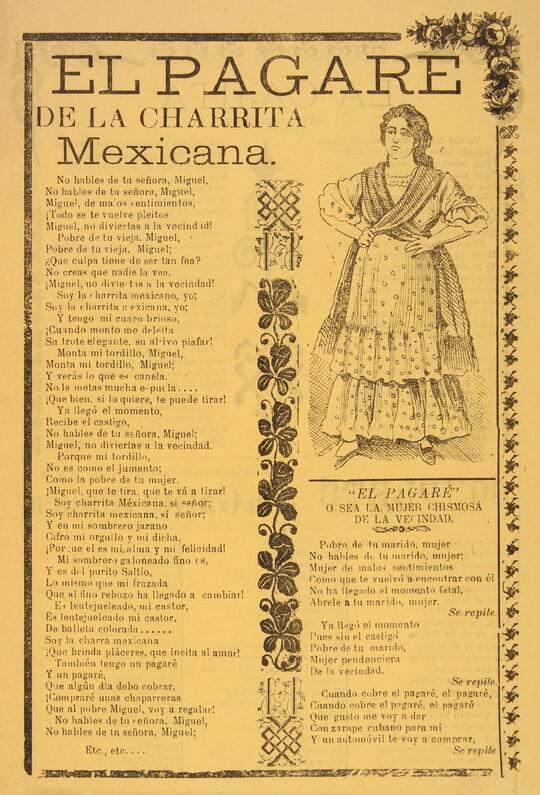 EL PAGARE
DE LA CHARRITA
Mexicana.
No hables de tu señora, Miguel,
No hables de tu señora, Miguel,
Miguel, de malos sentimientos,
¡Todo se te vuelve pleitos
Miguel, no diviertas a la vecindad!
Pobre de tu vieja. Miguel,
Pobre de tu vieja, Miguel;
¿Que culpa tiene de ser tan fea?
No creas que nadie la vea,
¡Miguel, no diviertas a la vecindad!
Soy la charrita mexicano, yo;
Soy la charrita mexicana, yo;
Y tengo mi cuaco brioso,
¡Cuando monto me deleita
Su trote elegante, su altivo piafar!
Monta mi tordillo, Miguel,
Monta mi tordillo, Miguel;
Y verás lo que es canela.
No le metas mucha espuela....
¡Que bien, si lo quiere, te puede tirar!
Ya llegó el momento,
Recibe el castigo,
No hables de tu señora, Miguel;
Miguel, no diviertas a la vecindad.
Porque mi tordillo,
No es como el jumento;
Como la pobre de tu mujer.
¡Miguel, que te tira, que te vá a tirar!
Soy charrita Méxicana, si señor;
Soy charrita mexicana, si señor;
Y en mi sombrero jarano
Cifro mi orgullo y mi dicha,
¡Porque el es mi alma y mi felicidad!
Mi sombrero galoneado fino es,
Y es del purito Saltío,
Lo mismo que mi frazada
Que al fino rebozo ha llegado a cambiar!
Es lentejueleado, mi castor,
Es lentejueleado mi castor,
De balleta colorada......
Soy la charra mexicana
¡Que brinda pláceres, que incita al amor!
También tengo un pagaré
Y un pagaré,
Que algún día debo cobrar,
¡Compraré unas chaparreras
Que al pobre Miguel, voy a regalar!
No hables de tu señora, Miguel,
No hables de tu señora, Miguel;
Etc., etc....
"EL PAGARÉ"
O SEA LA MUJER CHISMOSÁ
DE LA VECINDAD.
Pobre de tu marido, mujer
No hables de tu marido, mujer;
Mujer de malos sentimientos
Como que te vuelvo a encontrar con él
No ha llegado el momento fatal,
Abrele a tu marido, mujer.
Se repite.
Ya llegó el momento
Pues sin el castigo
Pobre de tu marido,
Mujer pendenciera
De la vecindad.
Se repite.
Cuando cobre el pagaré, el pagaré,
Cuando cobre el pagaré, el pagaré
Que gusto me voy a dar
Con zarape cubano para mi
Y un automóvil te voy a comprar,
Se repite